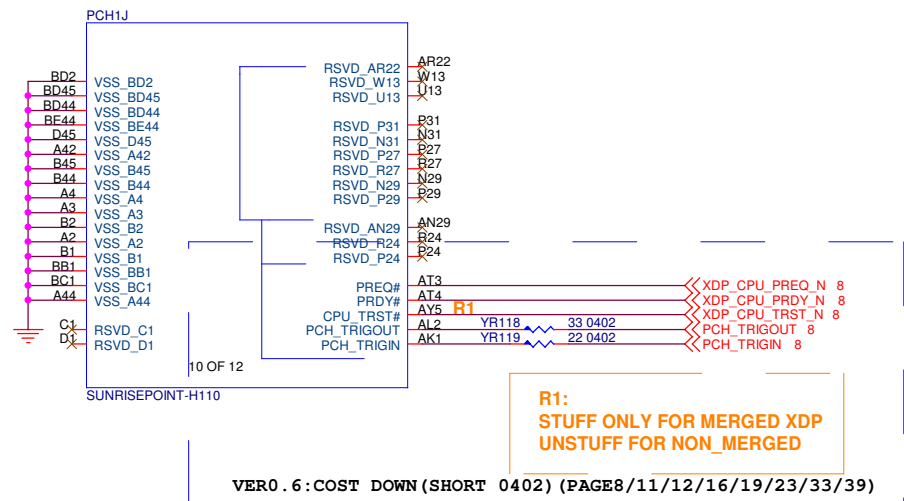 PCH1J
BD2 VSS_BD2
BD45 VSS_BD45
BD44 VSS_BD44
BE44 VSS_BE44
D45 VSS_D45
A42 VSS_A42
B45 VSS_B45
B44 VSS_B44
A4 VSS_A4
A3 VSS_A3
B2 VSS_B2
A2 VSS_A2
B1 VSS_B1
BB1 VSS_BB1
BC1 VSS_BC1
A44 VSS_A44
C1 RSVD_C1
D1 RSVD_D1
RSVD_AR22 AR22
RSVD_W13 W13
RSVD_U13 U13
RSVD_P31 P31
RSVD_N31 N31
RSVD_P27 P27
RSVD_R27 R27
RSVD_N29 N29
RSVD_P29 P29
RSVD_AN29 AN29
RSVD_R24 R24
RSVD_P24 P24
PREQ# AT3 XDP_CPU_PREQ_N 8
PRDY# AT4 XDP_CPU_PRDY_N 8
CPU_TRST# AY5 R1 XDP_CPU_TRST_N 8
PCH_TRIGOUT AL2 YR118 33 0402 PCH_TRIGOUT 8
PCH_TRIGIN AK1 YR119 22 0402 PCH_TRIGIN 8
10 OF 12
SUNRISEPOINT-H110
R1:
STUFF ONLY FOR MERGED XDP
UNSTUFF FOR NON_MERGED
VER0.6:COST DOWN(SHORT 0402)(PAGE8/11/12/16/19/23/33/39)